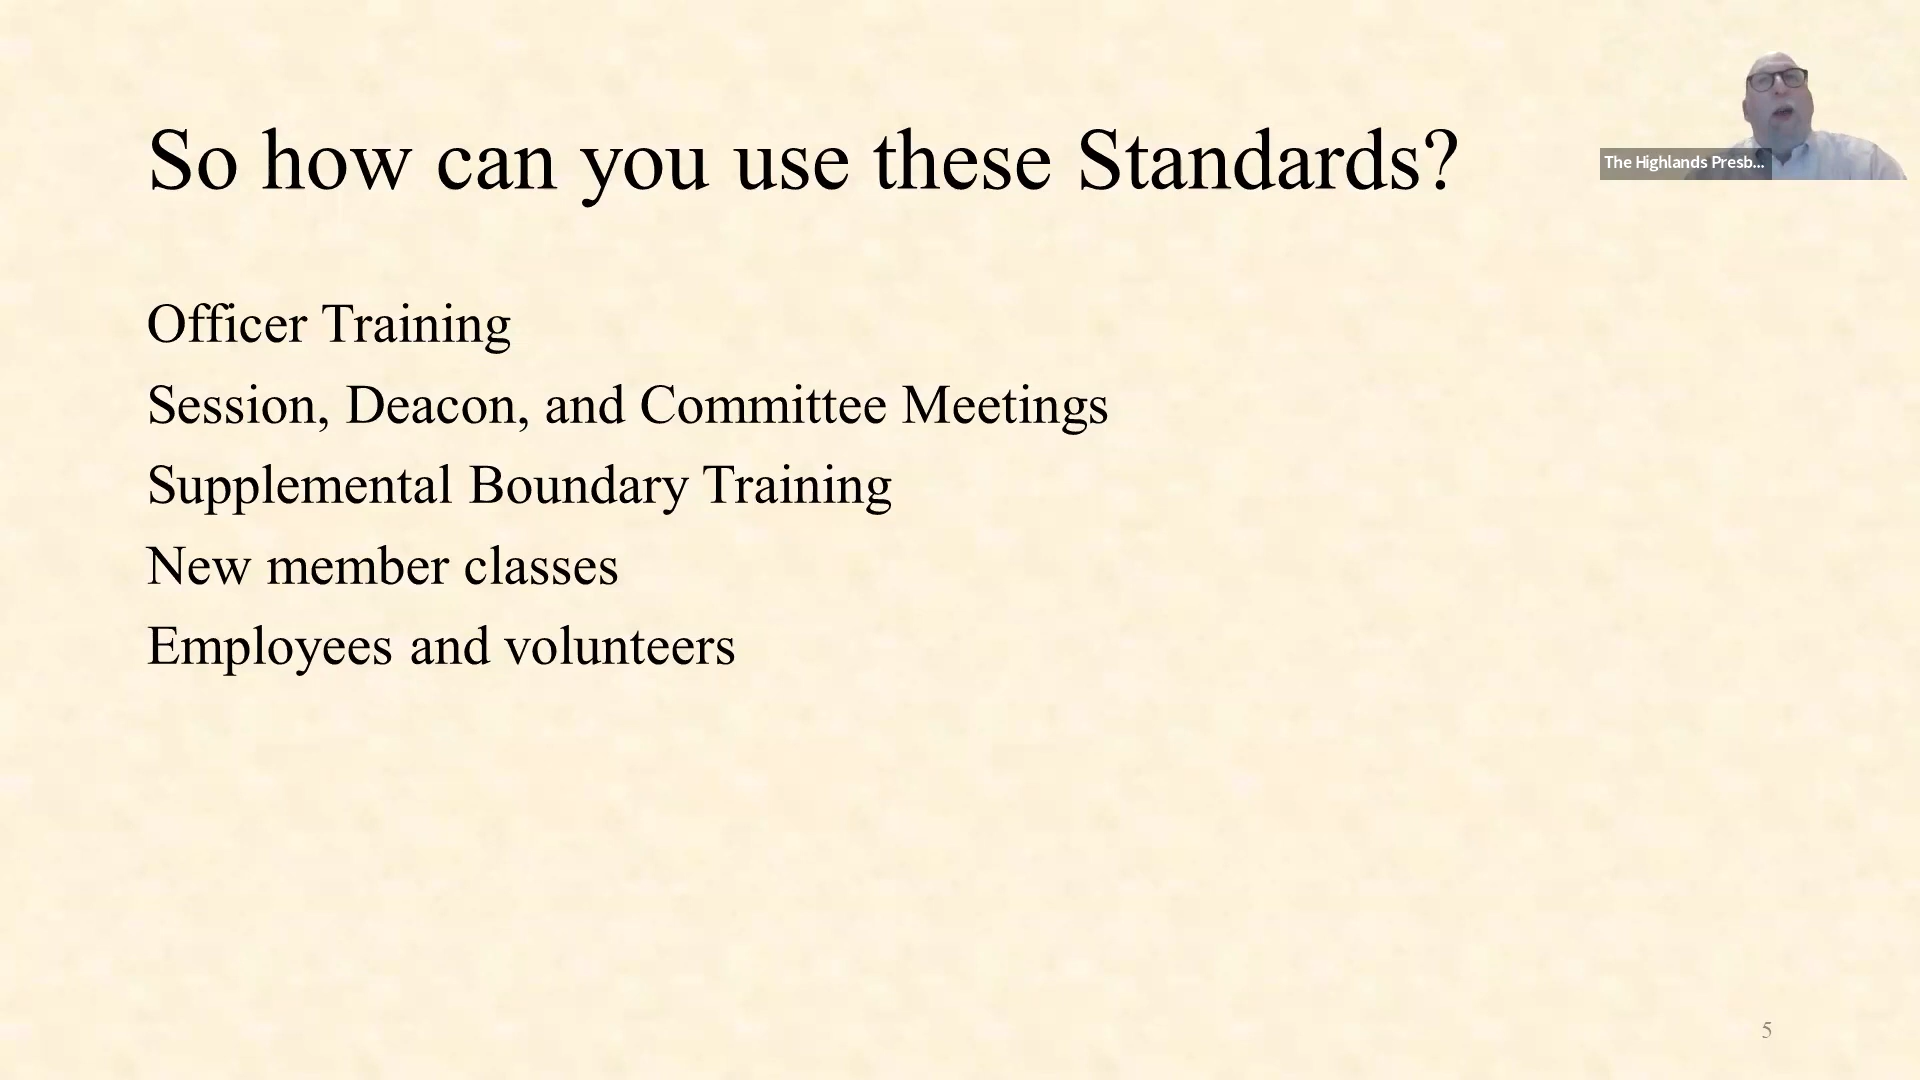 So how can you use these Standards?
The Highlands Presb...
Officer Training
Session, Deacon, and Committee Meetings
Supplemental Boundary Training
New member classes
Employees and volunteers
5